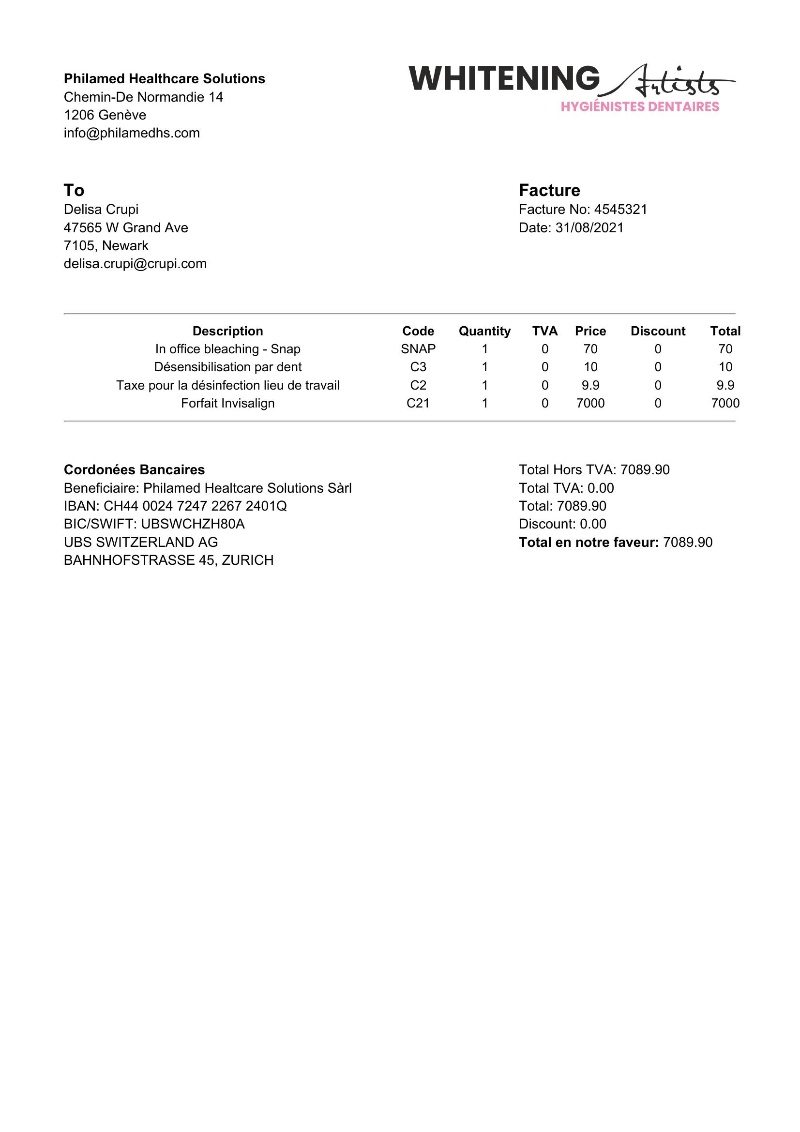 Philamed Healthcare Solutions
Chemin-De Normandie 14
1206 Genève
info@philamedhs.com
WHITENING Artists
HYGIÉNISTES DENTAIRES
To
Delisa Crupi
47565 W Grand Ave
7105, Newark
delisa.crupi@crupi.com
Facture
Facture No: 4545321
Date: 31/08/2021
Description Code Quantity TVA Price Discount Total
In office bleaching - Snap SNAP 1 0 70 0 70
Désensibilisation par dent C3 1 0 10 0 10
Taxe pour la désinfection lieu de travail C2 1 0 9.9 0 9.9
Forfait Invisalign C21 1 0 7000 0 7000
Cordonées Bancaires
Beneficiaire: Philamed Healtcare Solutions Sàrl
IBAN: CH44 0024 7247 2267 2401Q
BIC/SWIFT: UBSWCHZH80A
UBS SWITZERLAND AG
BAHNHOFSTRASSE 45, ZURICH
Total Hors TVA: 7089.90
Total TVA: 0.00
Total: 7089.90
Discount: 0.00
Total en notre faveur: 7089.90